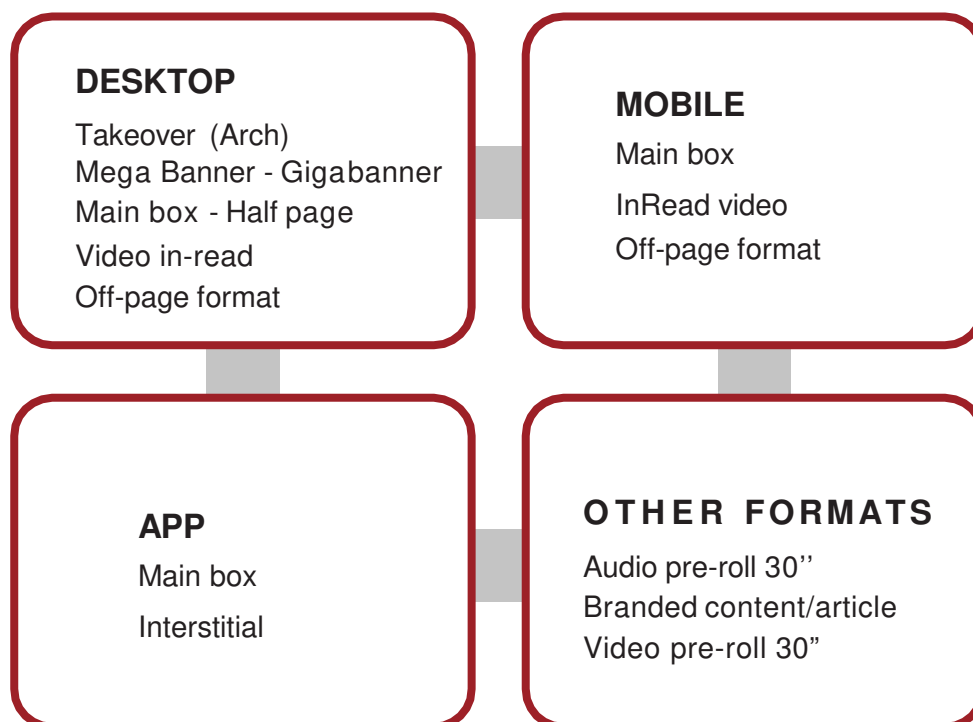 DESKTOP
Takeover (Arch)
Mega Banner - Gigabanner
Main box - Half page
Video in-read
Off-page format
MOBILE
Main box
InRead video
Off-page format
APP
Main box
Interstitial
OTHER FORMATS
Audio pre-roll 30’’
Branded content/article
Video pre-roll 30”